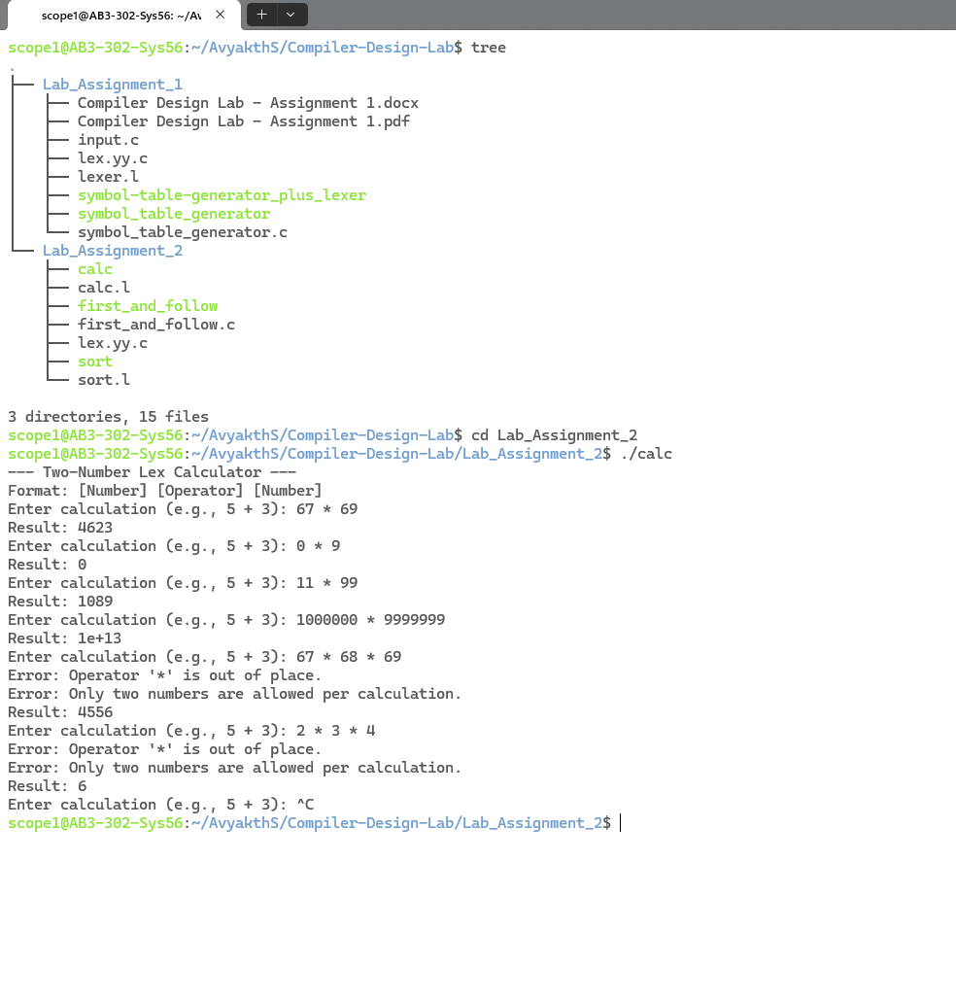 scope1@AB3-302-Sys56: ~/Av
scope1@AB3-302-Sys56:~/AvyakthS/Compiler-Design-Lab$ tree
.
├── Lab_Assignment_1
│   ├── Compiler Design Lab - Assignment 1.docx
│   ├── Compiler Design Lab - Assignment 1.pdf
│   ├── input.c
│   ├── lex.yy.c
│   ├── lexer.l
│   ├── symbol-table-generator_plus_lexer
│   ├── symbol_table_generator
│   └── symbol_table_generator.c
└── Lab_Assignment_2
    ├── calc
    ├── calc.l
    ├── first_and_follow
    ├── first_and_follow.c
    ├── lex.yy.c
    ├── sort
    └── sort.l
3 directories, 15 files
scope1@AB3-302-Sys56:~/AvyakthS/Compiler-Design-Lab$ cd Lab_Assignment_2
scope1@AB3-302-Sys56:~/AvyakthS/Compiler-Design-Lab/Lab_Assignment_2$ ./calc
--- Two-Number Lex Calculator ---
Format: [Number] [Operator] [Number]
Enter calculation (e.g., 5 + 3): 67 * 69
Result: 4623
Enter calculation (e.g., 5 + 3): 0 * 9
Result: 0
Enter calculation (e.g., 5 + 3): 11 * 99
Result: 1089
Enter calculation (e.g., 5 + 3): 1000000 * 9999999
Result: 1e+13
Enter calculation (e.g., 5 + 3): 67 * 68 * 69
Error: Operator '*' is out of place.
Error: Only two numbers are allowed per calculation.
Result: 4556
Enter calculation (e.g., 5 + 3): 2 * 3 * 4
Error: Operator '*' is out of place.
Error: Only two numbers are allowed per calculation.
Result: 6
Enter calculation (e.g., 5 + 3): ^C
scope1@AB3-302-Sys56:~/AvyakthS/Compiler-Design-Lab/Lab_Assignment_2$